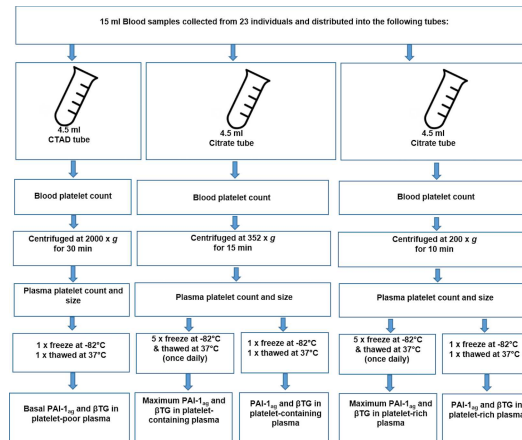 15 ml Blood samples collected from 23 individuals and distributed into the following tubes:
4.5 ml
CTAD tube
4.5 ml
Citrate tube
4.5 ml
Citrate tube
Blood platelet count
Blood platelet count
Blood platelet count
Centrifuged at 2000 x g
for 30 min
Centrifuged at 352 x g
for 15 min
Centrifuged at 200 x g
for 10 min
Plasma platelet count and
size
Plasma platelet count and size
Plasma platelet count and
size
1 x freeze at -82°C
1 x thawed at 37°C
5 x freeze at -82°C
& thawed at 37°C
(once daily)
1 x freeze at -82°C
1 x thawed at 37°C
5 x freeze at -82°C
& thawed at 37°C
(once daily)
1 x freeze at -82°C
1 x thawed at 37°C
Basal PAI-1ag and βTG in
platelet-poor plasma
Maximum PAI-1ag and
βTG in platelet-
containing plasma
PAI-1ag and βTG in
platelet-containing
plasma
Maximum PAI-1ag and
βTG in platelet-rich
plasma
PAI-1ag and βTG in
platelet-rich plasma